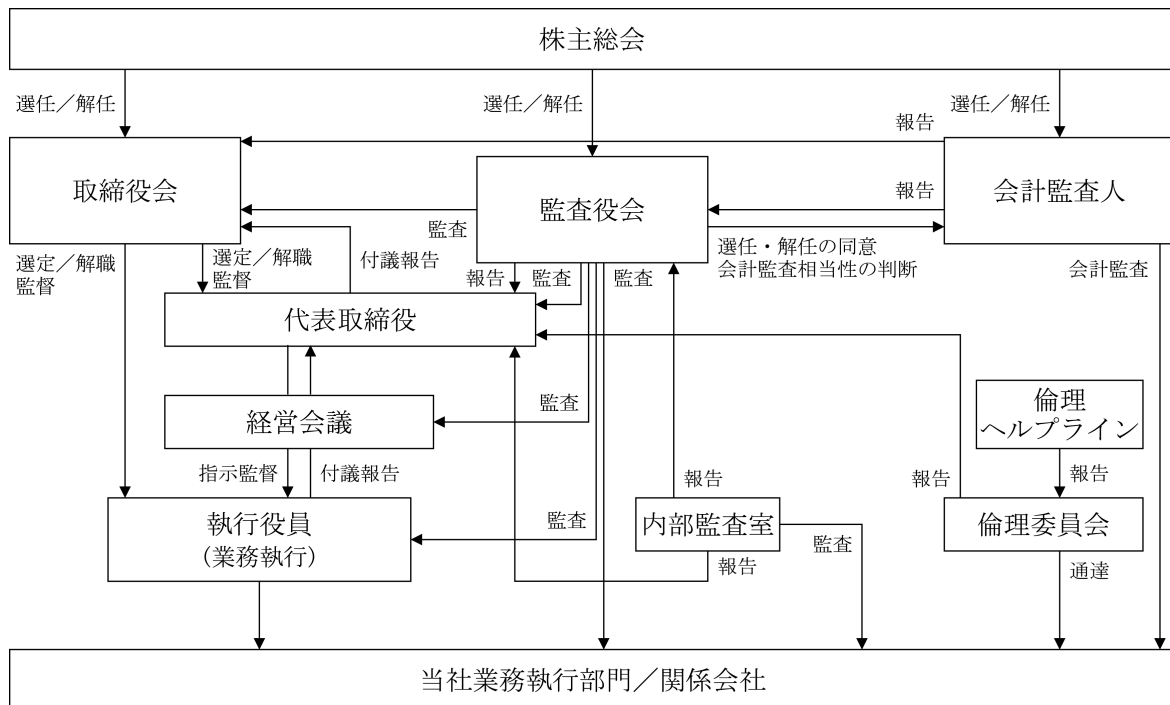 株主総会
選任／解任
選任／解任
選任／解任
報告
取締役会
監査役会
会計監査人
報告
監査
選任・解任の同意
会計監査相当性の判断
選定／解職
監督
選定／解職
監督
付議報告
報告
監査
監査
会計監査
代表取締役
経営会議
監査
倫理
ヘルプライン
指示監督
付議報告
報告
報告
報告
執行役員
（業務執行）
監査
内部監査室
監査
倫理委員会
報告
通達
当社業務執行部門／関係会社